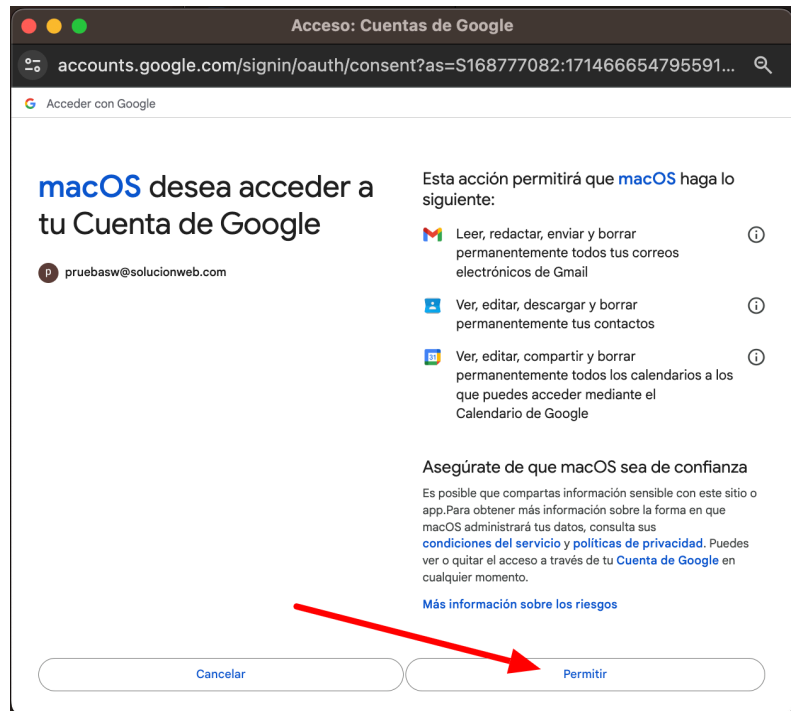 Acceso: Cuentas de Google
accounts.google.com/signin/oauth/consent?as=S168777082:171466654795591...
G Acceder con Google
macOS desea acceder a
tu Cuenta de Google
p pruebasw@solucionweb.com
Esta acción permitirá que macOS haga lo
siguiente:
Leer, redactar, enviar y borrar
permanentemente todos tus correos
electrónicos de Gmail
Ver, editar, descargar y borrar
permanentemente tus contactos
31
Ver, editar, compartir y borrar
permanentemente todos los calendarios a los
que puedes acceder mediante el
Calendario de Google
Asegúrate de que macOS sea de confianza
Es posible que compartas información sensible con este sitio o
app.Para obtener más información sobre la forma en que
macOS administrará tus datos, consulta sus
condiciones del servicio y políticas de privacidad. Puedes
ver o quitar el acceso a través de tu Cuenta de Google en
cualquier momento.
Más información sobre los riesgos
Cancelar
Permitir